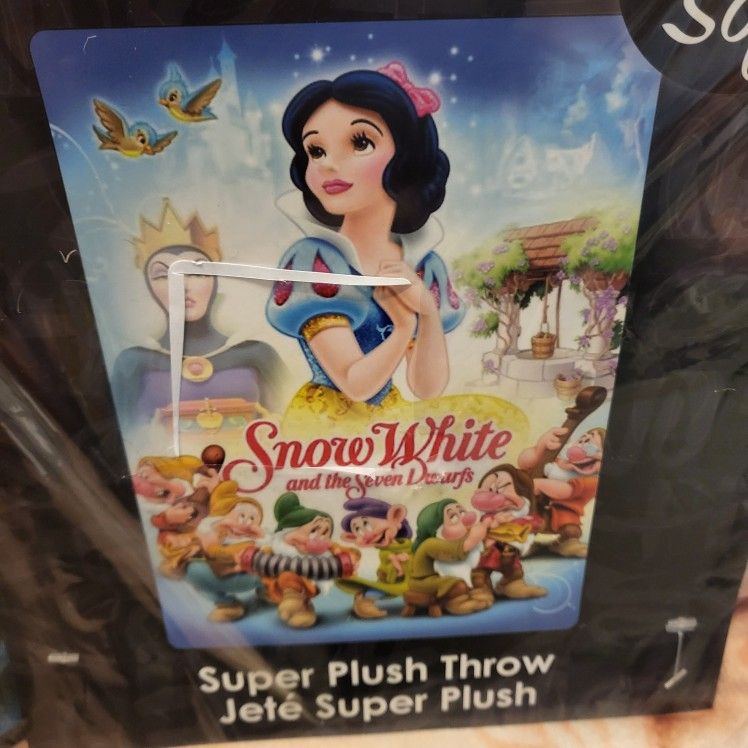 Snow White
and the Seven Dwarfs
Super Plush Throw
Jeté Super Plush